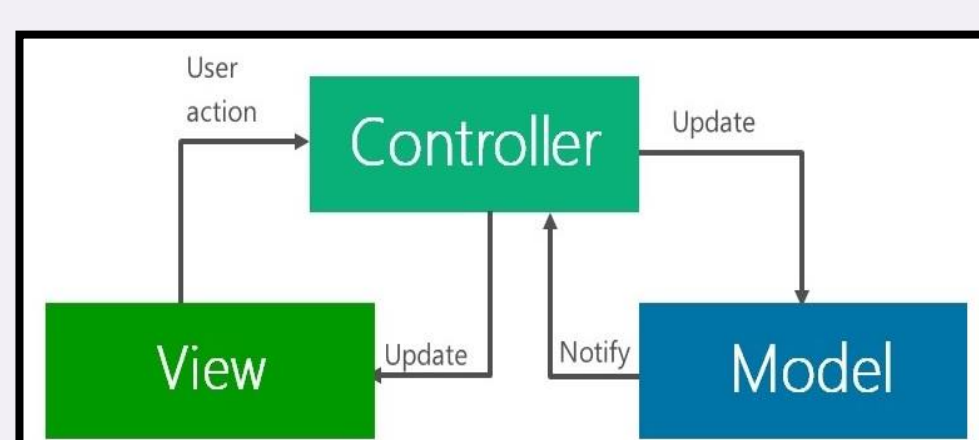 User
action
Controller
Update
View
Update
Notify
Model